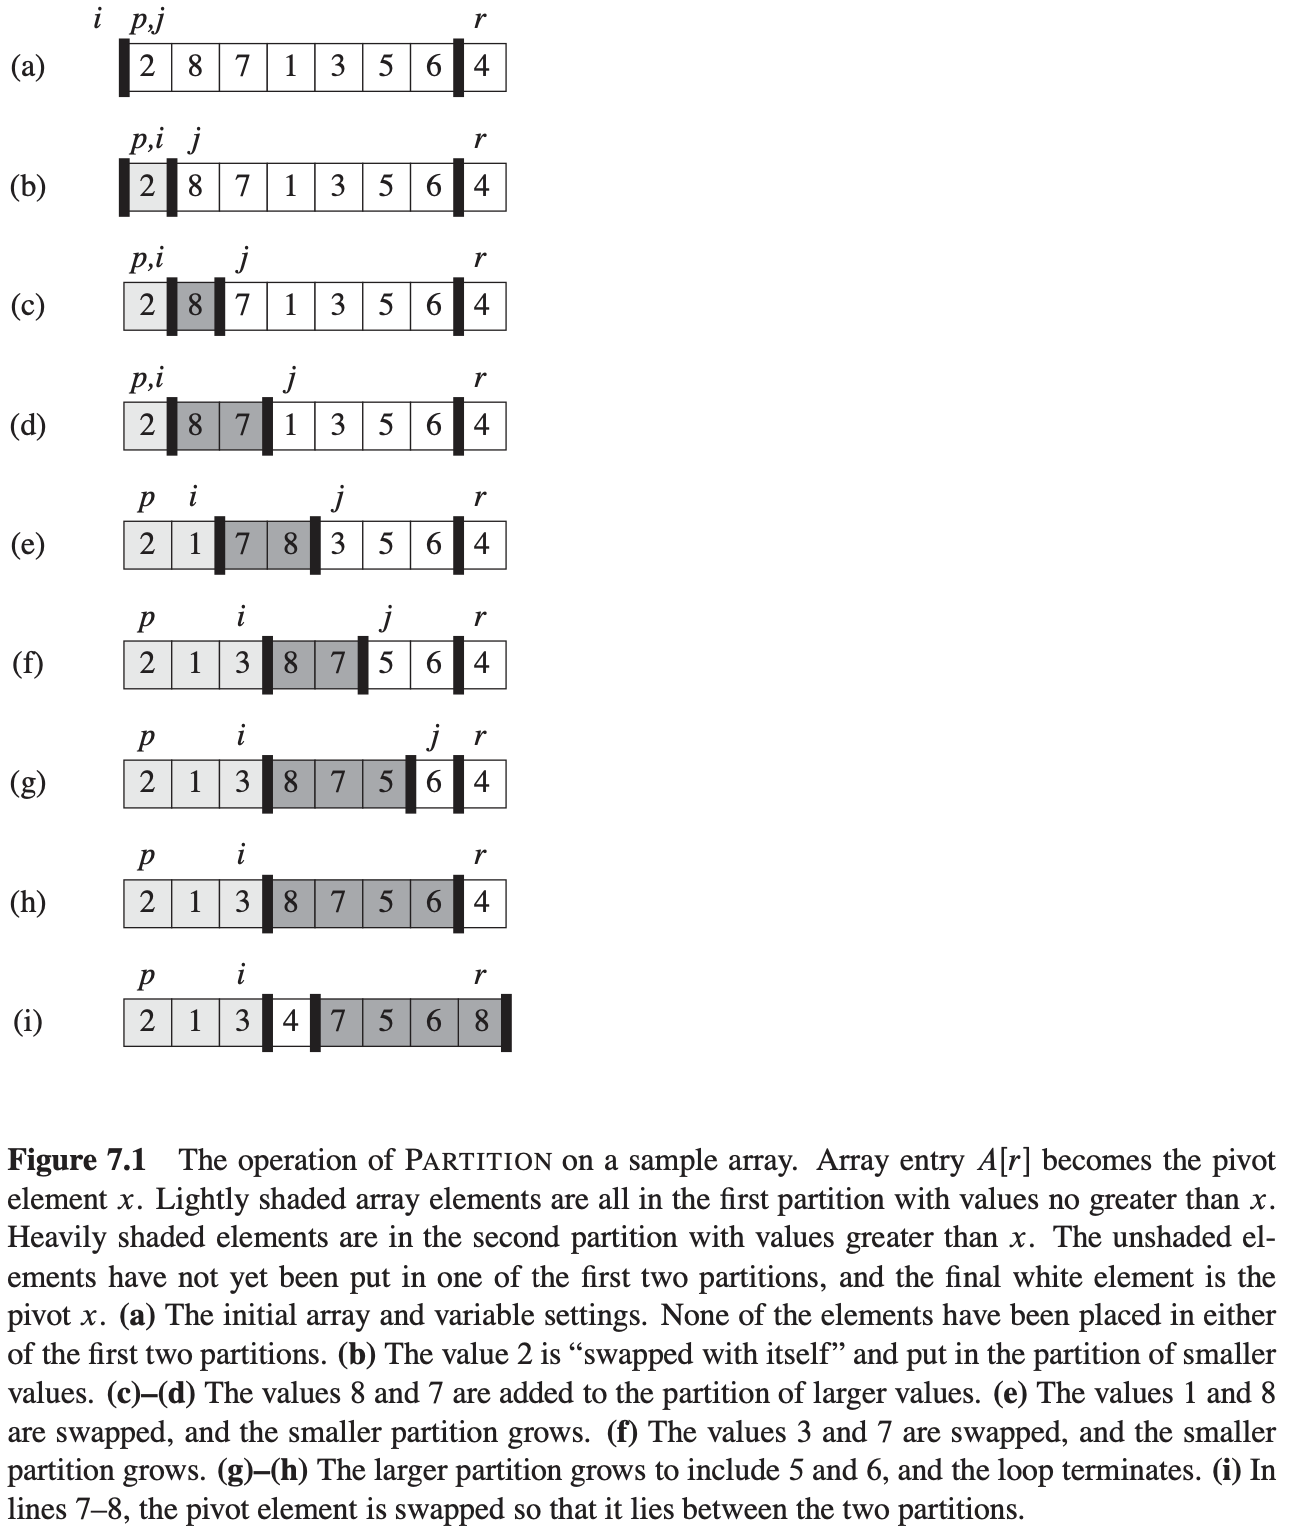 i p,j r
(a) 2 8 7 1 3 5 6 4
p,i j r
(b) 2 8 7 1 3 5 6 4
p,i j r
(c) 2 8 7 1 3 5 6 4
p,i j r
(d) 2 8 7 1 3 5 6 4
p i j r
(e) 2 1 7 8 3 5 6 4
p i j r
(f) 2 1 3 8 7 5 6 4
p i j r
(g) 2 1 3 8 7 5 6 4
p i r
(h) 2 1 3 8 7 5 6 4
p i r
(i) 2 1 3 4 7 5 6 8
Figure 7.1 The operation of PARTITION on a sample array. Array entry A[r] becomes the pivot
element x. Lightly shaded array elements are all in the first partition with values no greater than x.
Heavily shaded elements are in the second partition with values greater than x. The unshaded el-
ements have not yet been put in one of the first two partitions, and the final white element is the
pivot x. (a) The initial array and variable settings. None of the elements have been placed in either
of the first two partitions. (b) The value 2 is “swapped with itself” and put in the partition of smaller
values. (c)–(d) The values 8 and 7 are added to the partition of larger values. (e) The values 1 and 8
are swapped, and the smaller partition grows. (f) The values 3 and 7 are swapped, and the smaller
partition grows. (g)–(h) The larger partition grows to include 5 and 6, and the loop terminates. (i) In
lines 7–8, the pivot element is swapped so that it lies between the two partitions.